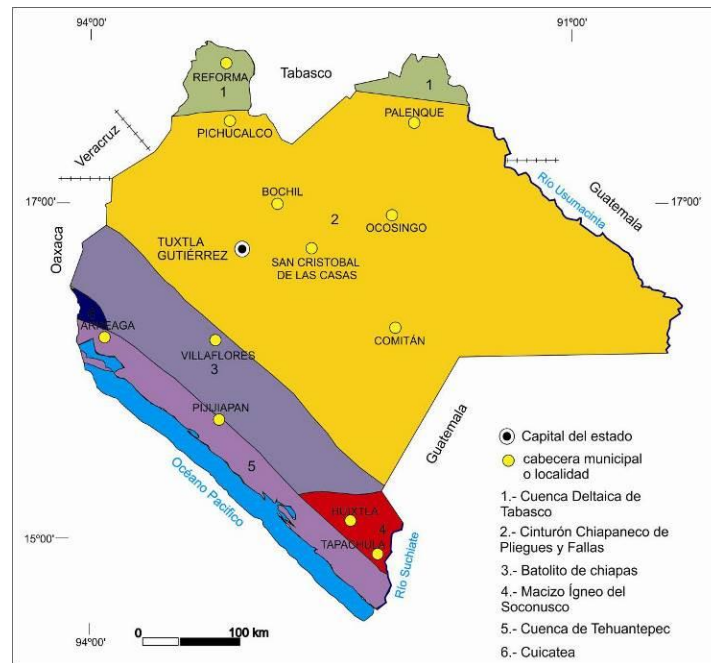 94°00'
91°00'
REFORMA
1
Tabasco
1
PICHUCALCO
PALENQUE
Veracruz
Río Usumacinta
Guatemala
17°00'
17°00'
BOCHIL
2
OCOSINGO
Oaxaca
TUXTLA
GUTIÉRREZ
SAN CRISTOBAL
DE LAS CASAS
ARREAGA
COMITÁN
VILLAFLORES
3
PIJIJIAPAN
Guatemala
5
Océano Pacífico
HUIXTLA
4
TAPACHULA
15°00'
15°00'
Río Suchiate
94°00'
0
100 km
Capital del estado
cabecera municipal
o localidad
1.- Cuenca Deltaica de
Tabasco
2.- Cinturón Chiapaneco de
Pliegues y Fallas
3.- Batolito de chiapas
4.- Macizo Ígneo del
Soconusco
5.- Cuenca de Tehuantepec
6.- Cuicatea